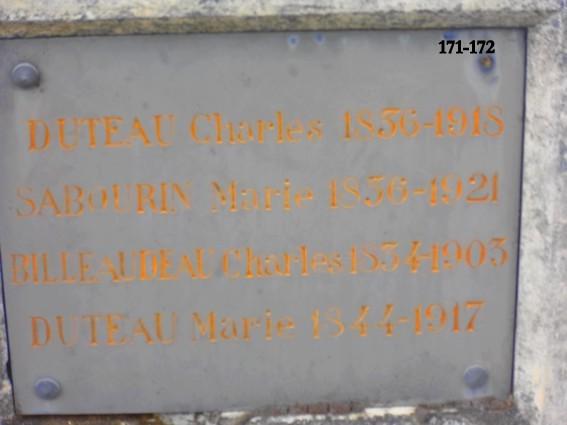 171-172
DUTEAU Charles 1836-1918
SABOURIN Marie 1836-1921
BILLEAUDEAU Charles 1834-1903
DUTEAU Marie 1844-1917